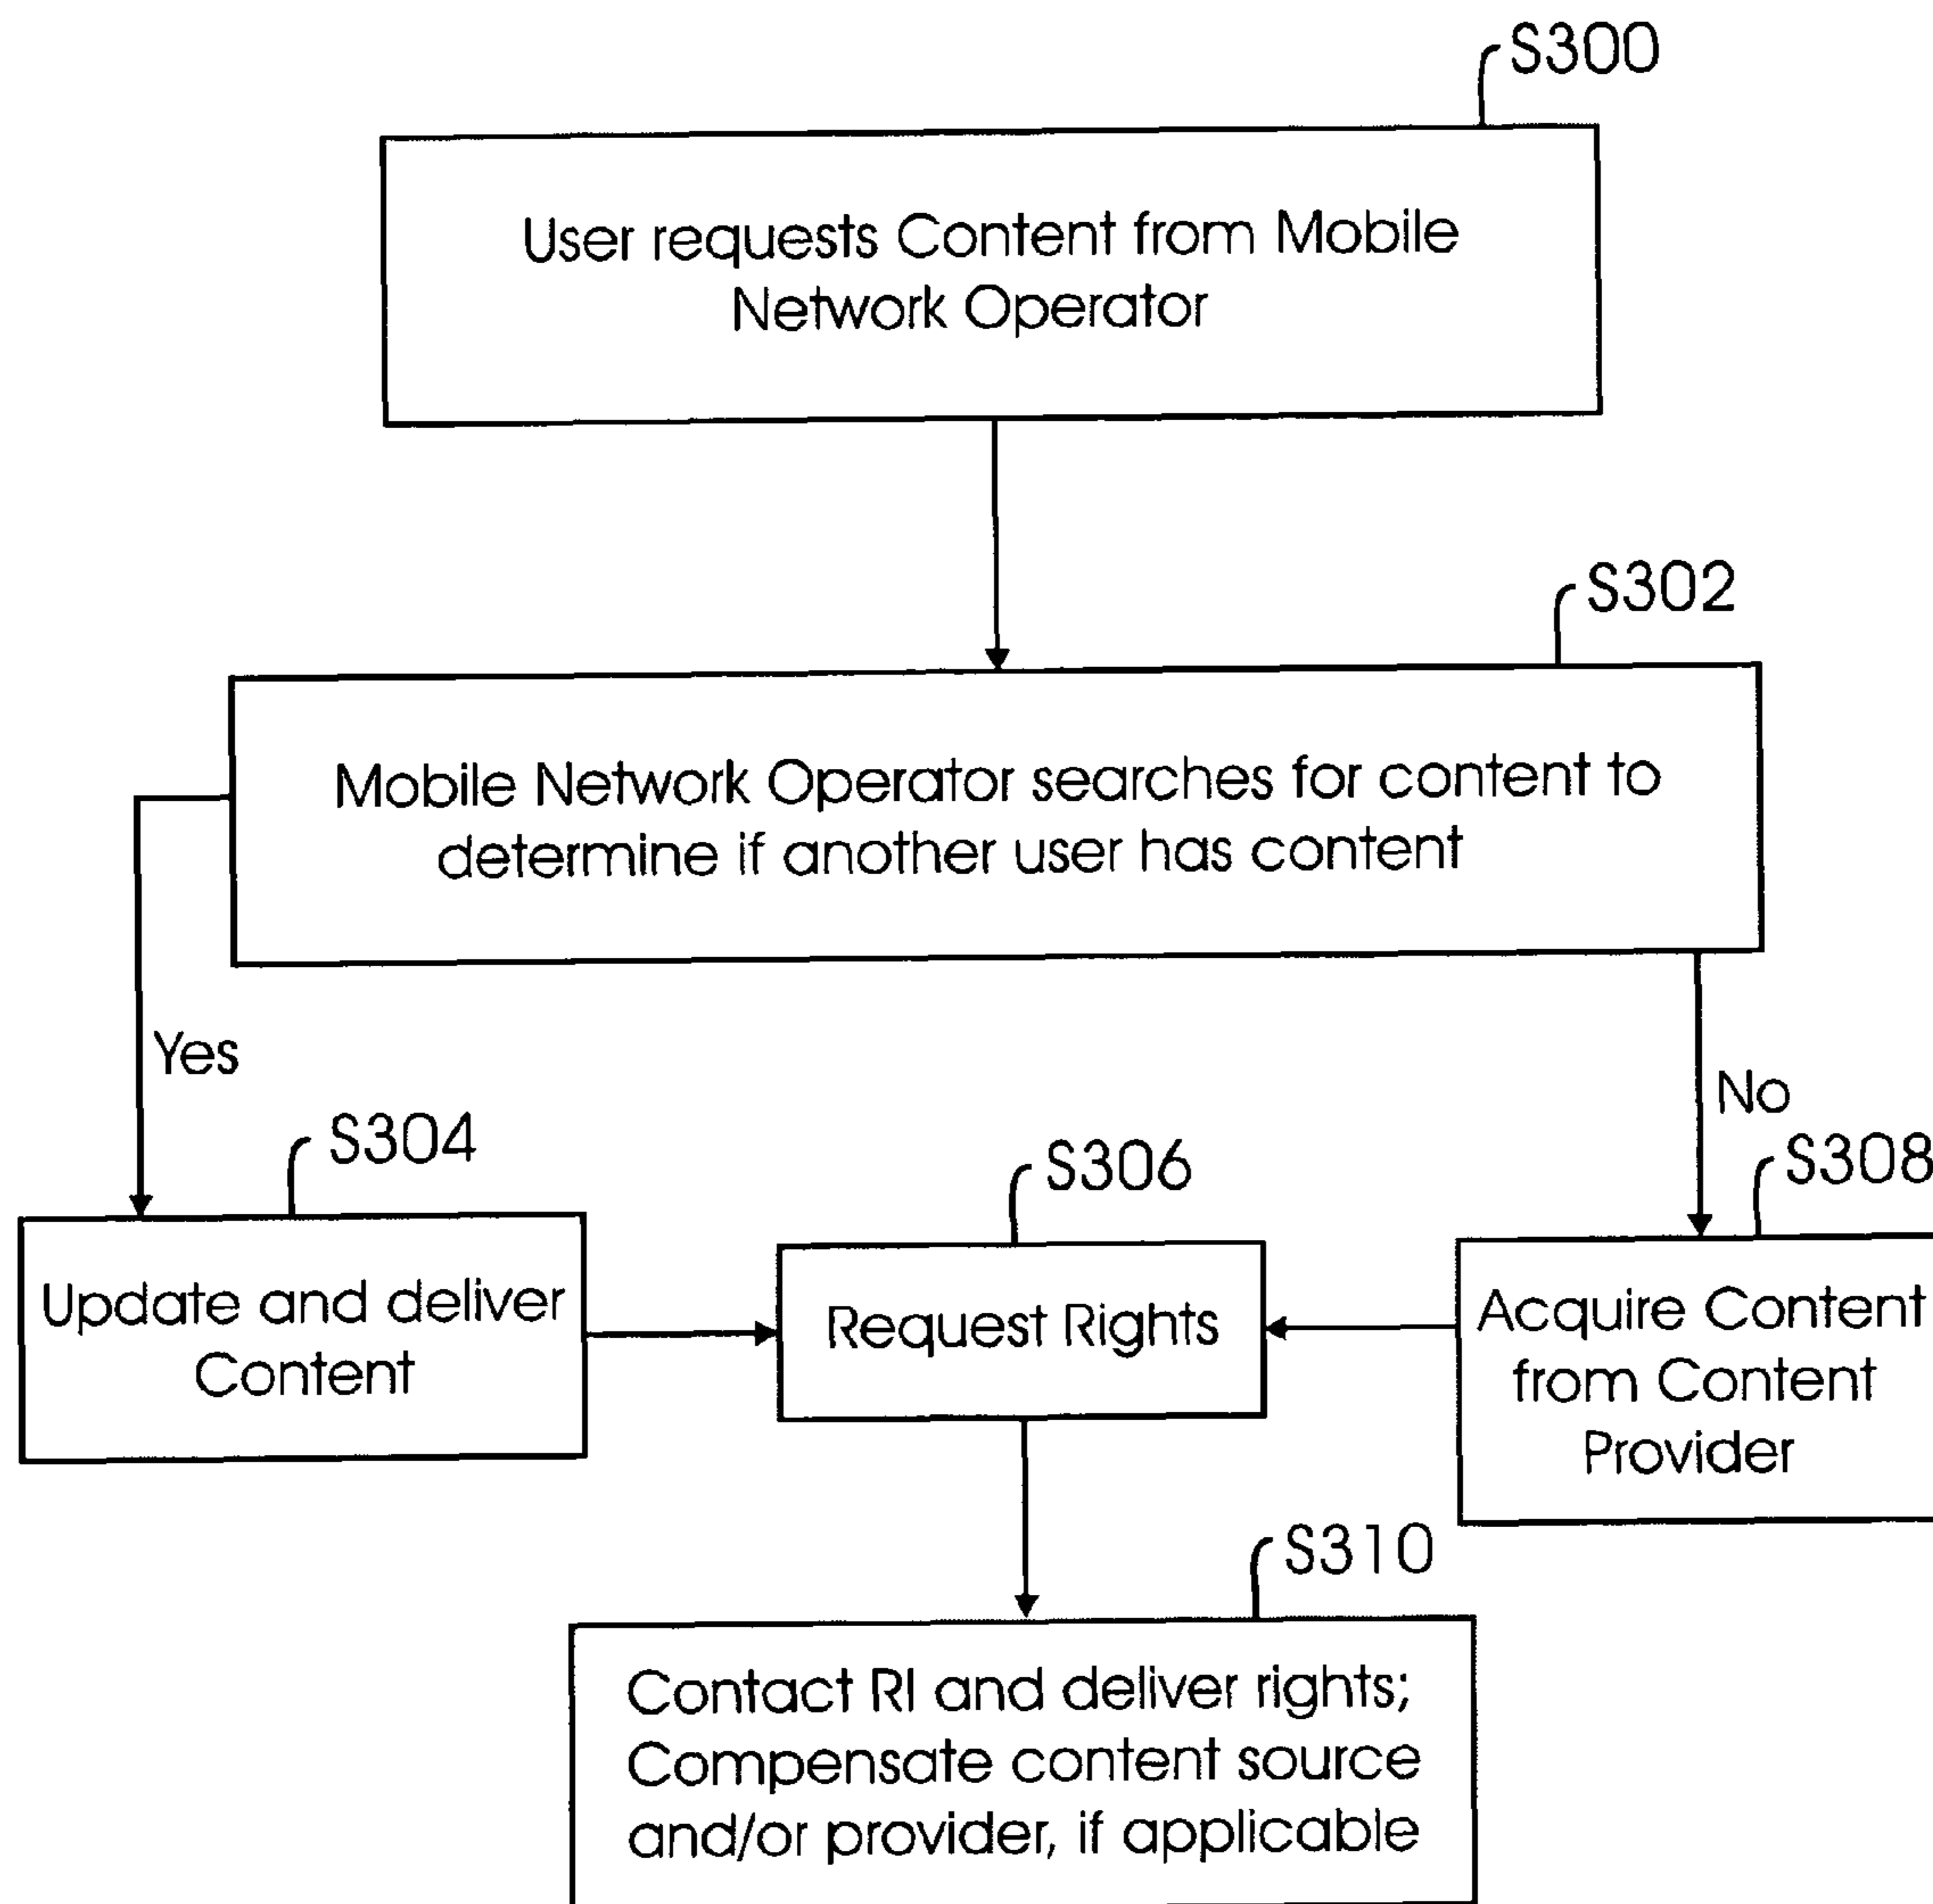 S300
User requests Content from Mobile
Network Operator
S302
Mobile Network Operator searches for content to
determine if another user has content
Yes
No
S304
S306
S308
Update and deliver
Content
Request Rights
Acquire Content
from Content
Provider
S310
Contact RI and deliver rights;
Compensate content source
and/or provider, if applicable